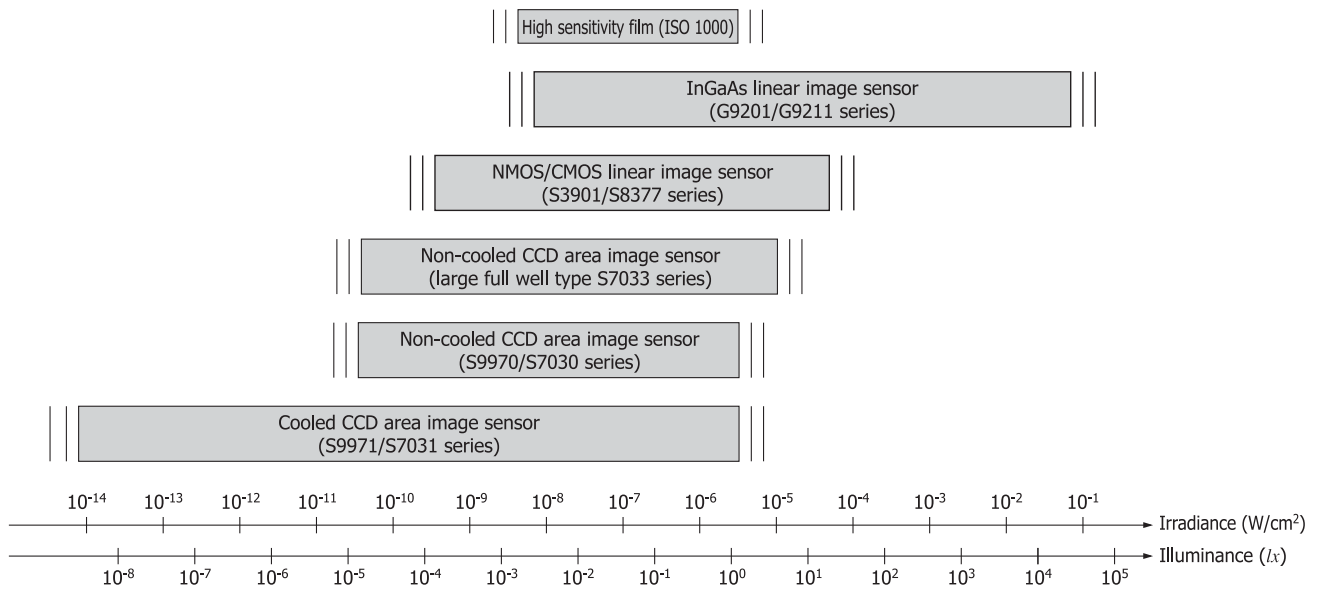 High sensitivity film (ISO 1000)
InGaAs linear image sensor
(G9201/G9211 series)
NMOS/CMOS linear image sensor
(S3901/S8377 series)
Non-cooled CCD area image sensor
(large full well type S7033 series)
Non-cooled CCD area image sensor
(S9970/S7030 series)
Cooled CCD area image sensor
(S9971/S7031 series)
10⁻¹⁴ 10⁻¹³ 10⁻¹² 10⁻¹¹ 10⁻¹⁰ 10⁻⁹ 10⁻⁸ 10⁻⁷ 10⁻⁶ 10⁻⁵ 10⁻⁴ 10⁻³ 10⁻² 10⁻¹
Irradiance (W/cm²)
Illuminance (lx)
10⁻⁸ 10⁻⁷ 10⁻⁶ 10⁻⁵ 10⁻⁴ 10⁻³ 10⁻² 10⁻¹ 10⁰ 10¹ 10² 10³ 10⁴ 10⁵